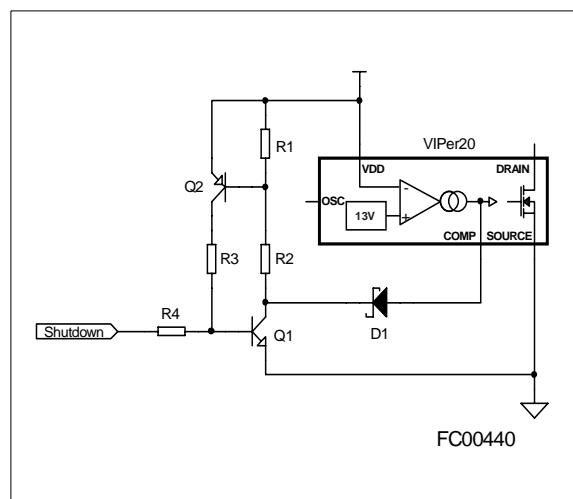 R1
VIPer20
VDD
DRAIN
Q2
-
OSC
13V
+
COMP
SOURCE
R3
R2
R4
Shutdown
Q1
D1
FC00440